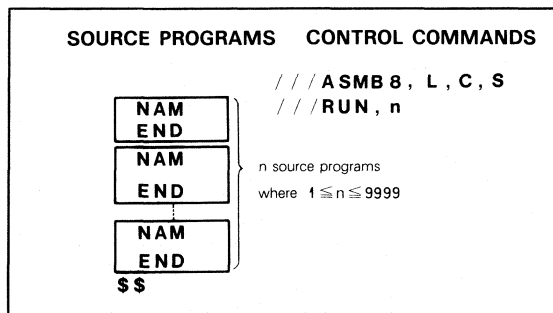 SOURCE PROGRAMS CONTROL COMMANDS
///ASMB8, L, C, S
///RUN, n
NAM
END
NAM
END
NAM
END
$$
n source programs
where 1≦n≦9999